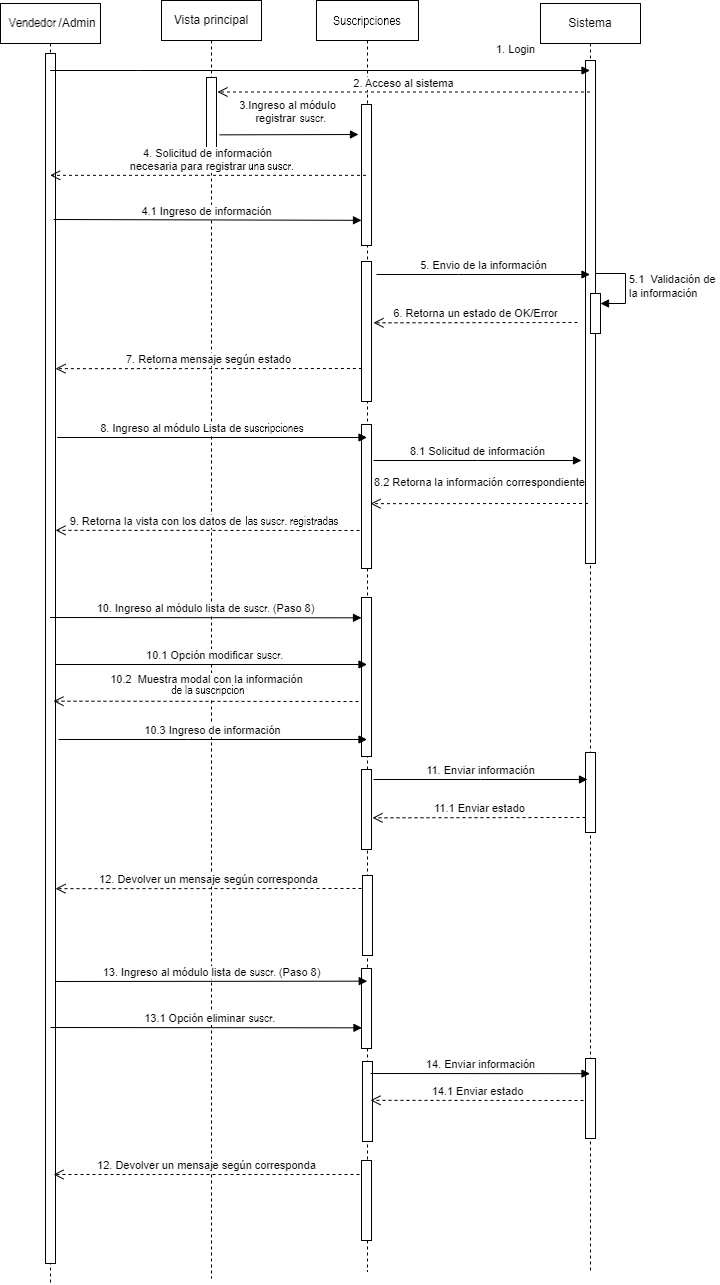 Vendedor /Admin
Vista principal
Suscripciones
Sistema
1. Login
2. Acceso al sistema
3.Ingreso al módulo
registrar suscr.
4. Solicitud de información
necesaria para registrar una suscr.
4.1 Ingreso de información
5. Envio de la información
5.1 Validación de
la información
6. Retorna un estado de OK/Error
7. Retorna mensaje según estado
8. Ingreso al módulo Lista de suscripciones
8.1 Solicitud de información
8.2 Retorna la información correspondiente
9. Retorna la vista con los datos de las suscr. registradas
10. Ingreso al módulo lista de suscr. (Paso 8)
10.1 Opción modificar suscr.
10.2 Muestra modal con la información
de la suscripcion
10.3 Ingreso de información
11. Enviar información
11.1 Enviar estado
12. Devolver un mensaje según corresponda
13. Ingreso al módulo lista de suscr. (Paso 8)
13.1 Opción eliminar suscr.
14. Enviar información
14.1 Enviar estado
12. Devolver un mensaje según corresponda